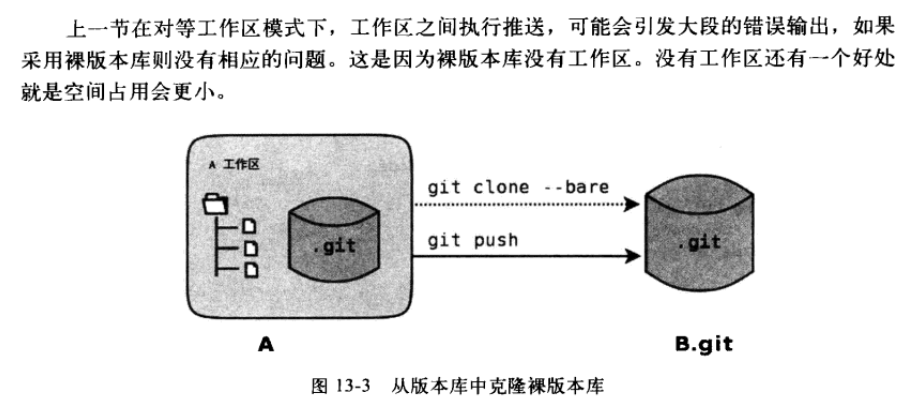 上一节在对等工作区模式下，工作区之间执行推送，可能会引发大段的错误输出，如果
采用裸版本库则没有相应的问题。这是因为裸版本库没有工作区。没有工作区还有一个好处
就是空间占用会更小。
A 工作区
git clone --bare
.git
git push
.git
A
B.git
图 13-3 从版本库中克隆裸版本库